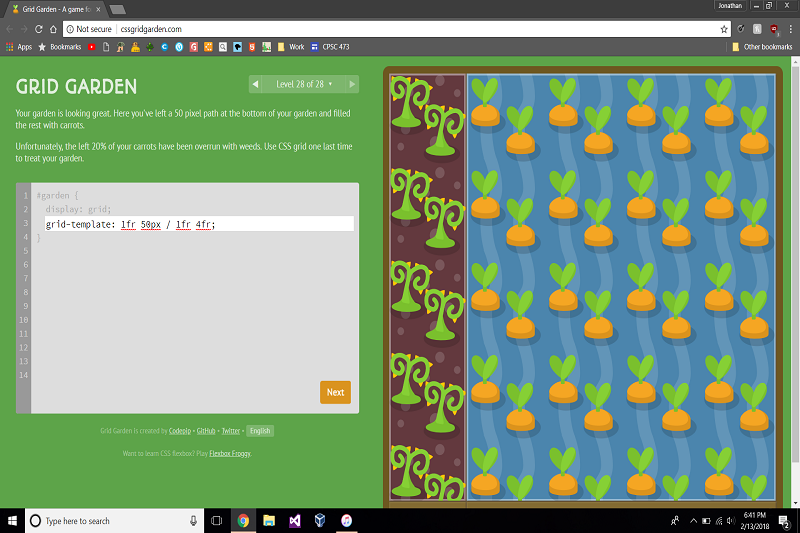 Jonathan
Grid Garden - A game fo
Not secure | cssgridgarden.com
Apps Bookmarks Work CPSC 473 Other bookmarks
GRID GARDEN
Level 28 of 28
Your garden is looking great. Here you've left a 50 pixel path at the bottom of your garden and filled
the rest with carrots.
Unfortunately, the left 20% of your carrots have been overrun with weeds. Use CSS grid one last time
to treat your garden.
1 #garden {
2 display: grid;
3 grid-template: 1fr 50px / 1fr 4fr;
4 }
5
6
7
8
9
10
11
12
13
14
Next
Grid Garden is created by Codepip • GitHub • Twitter • English
Want to learn CSS flexbox? Play Flexbox Froggy.
Type here to search
6:41 PM
2/13/2018
2